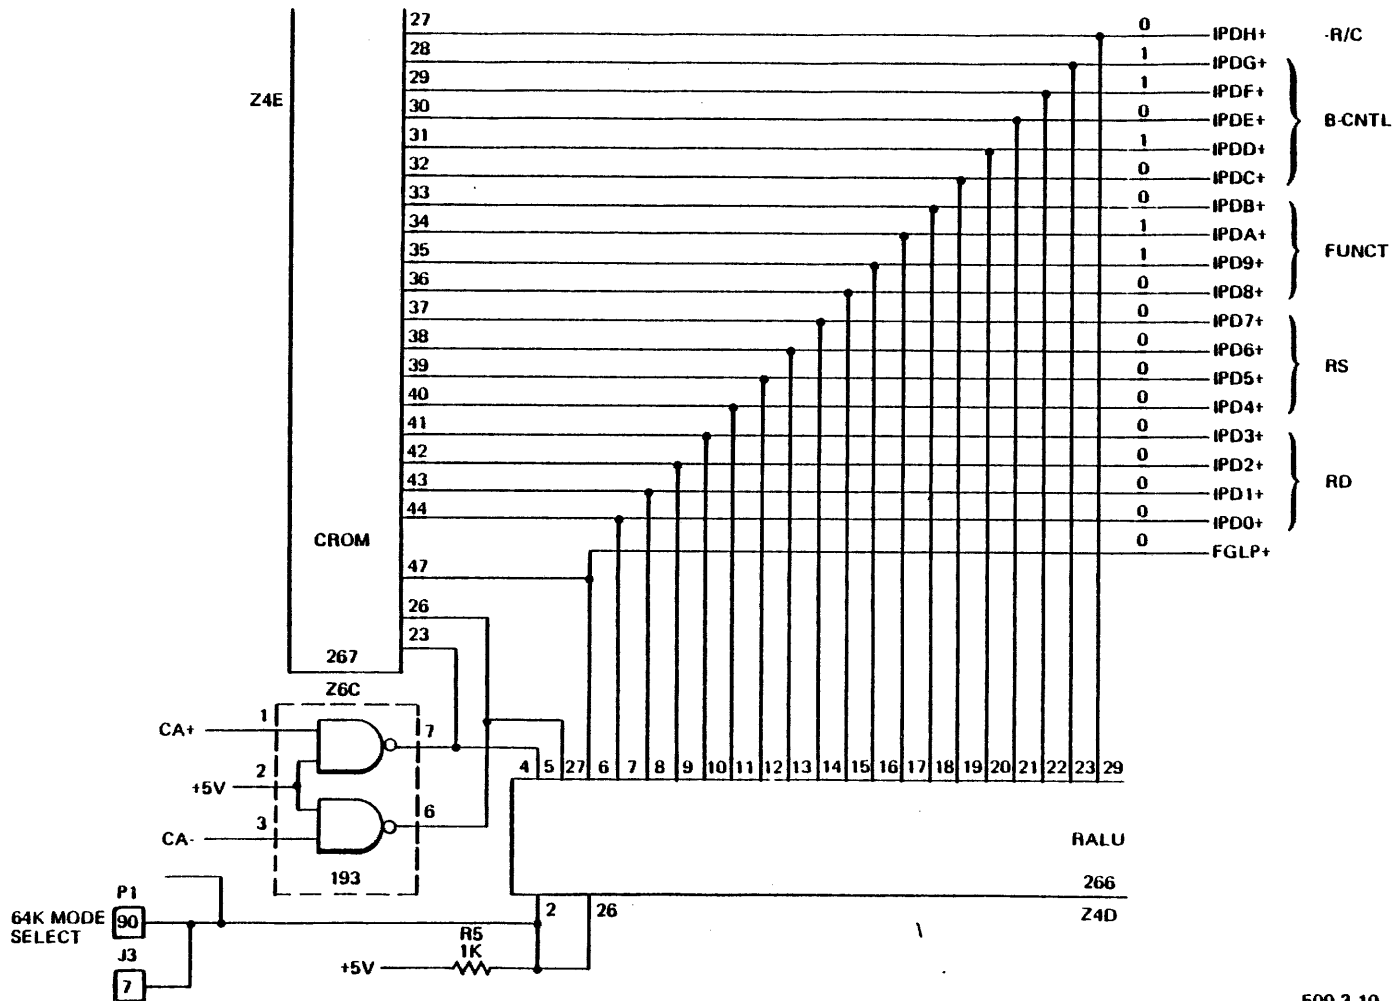 27 0 IPDH+ -R/C
28 1 IPDG+
29 1 IPDF+
Z4E
30 0 IPDE+ B-CNTL
31 1 IPDD+
32 0 IPDC+
33 0 IPDB+
34 1 IPDA+
35 1 IPD9+ FUNCT
36 0 IPD8+
37 0 IPD7+
38 0 IPD6+
39 0 IPD5+ RS
40 0 IPD4+
41 0 IPD3+
42 0 IPD2+
43 0 IPD1+ RD
44 0 IPD0+
CROM
0 FGLP+
47
26
23
267
Z6C
CA+ 1 7
+5V 2
4 5 27 6 7 8 9 10 11 12 13 14 15 16 17 18 19 20 21 22 23 29
CA- 3 6
RALU
193
266
P1
2 26 Z4D
64K MODE
SELECT
90
R5
1K
J3
+5V
7
500-2-10